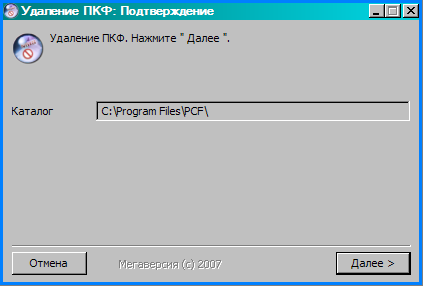 Удаление ПКФ: Подтверждение
Удаление ПКФ. Нажмите " Далее ".
Каталог C:\Program Files\PCF\
Отмена Мегаверсия (c) 2007 Далее >